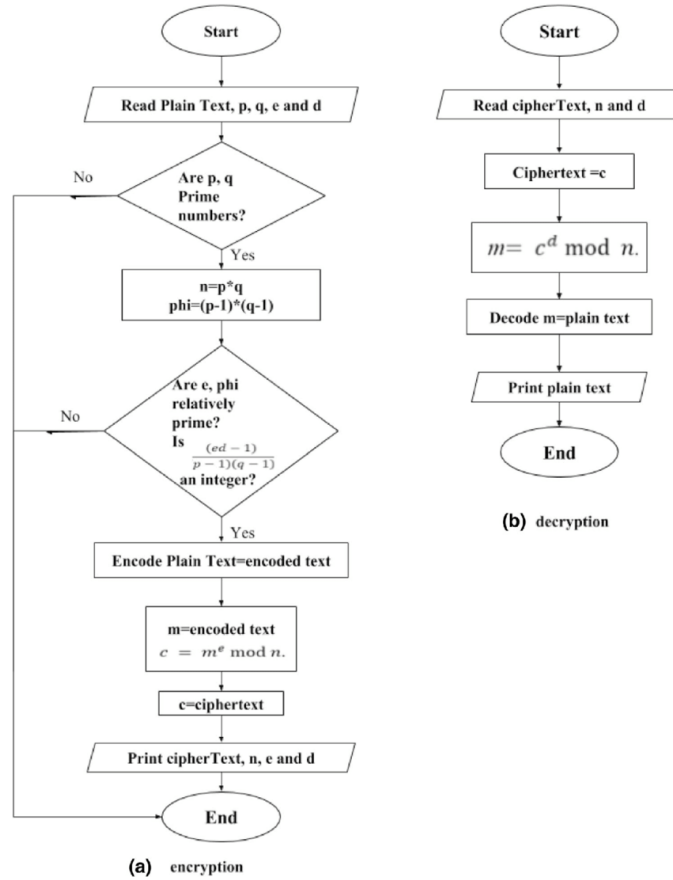 Start
Read Plain Text, p, q, e and d
Are p, q
Prime
numbers?
No
Yes
n=p*q
phi=(p-1)*(q-1)
Are e, phi
relatively
prime?
Is
(ed − 1)
p − 1)(q − 1)
an integer?
No
Yes
Encode Plain Text=encoded text
m=encoded text
c = m^e mod n.
c=ciphertext
Print cipherText, n, e and d
End
(a) encryption
Start
Read cipherText, n and d
Ciphertext =c
m= c^d mod n.
Decode m=plain text
Print plain text
End
(b) decryption